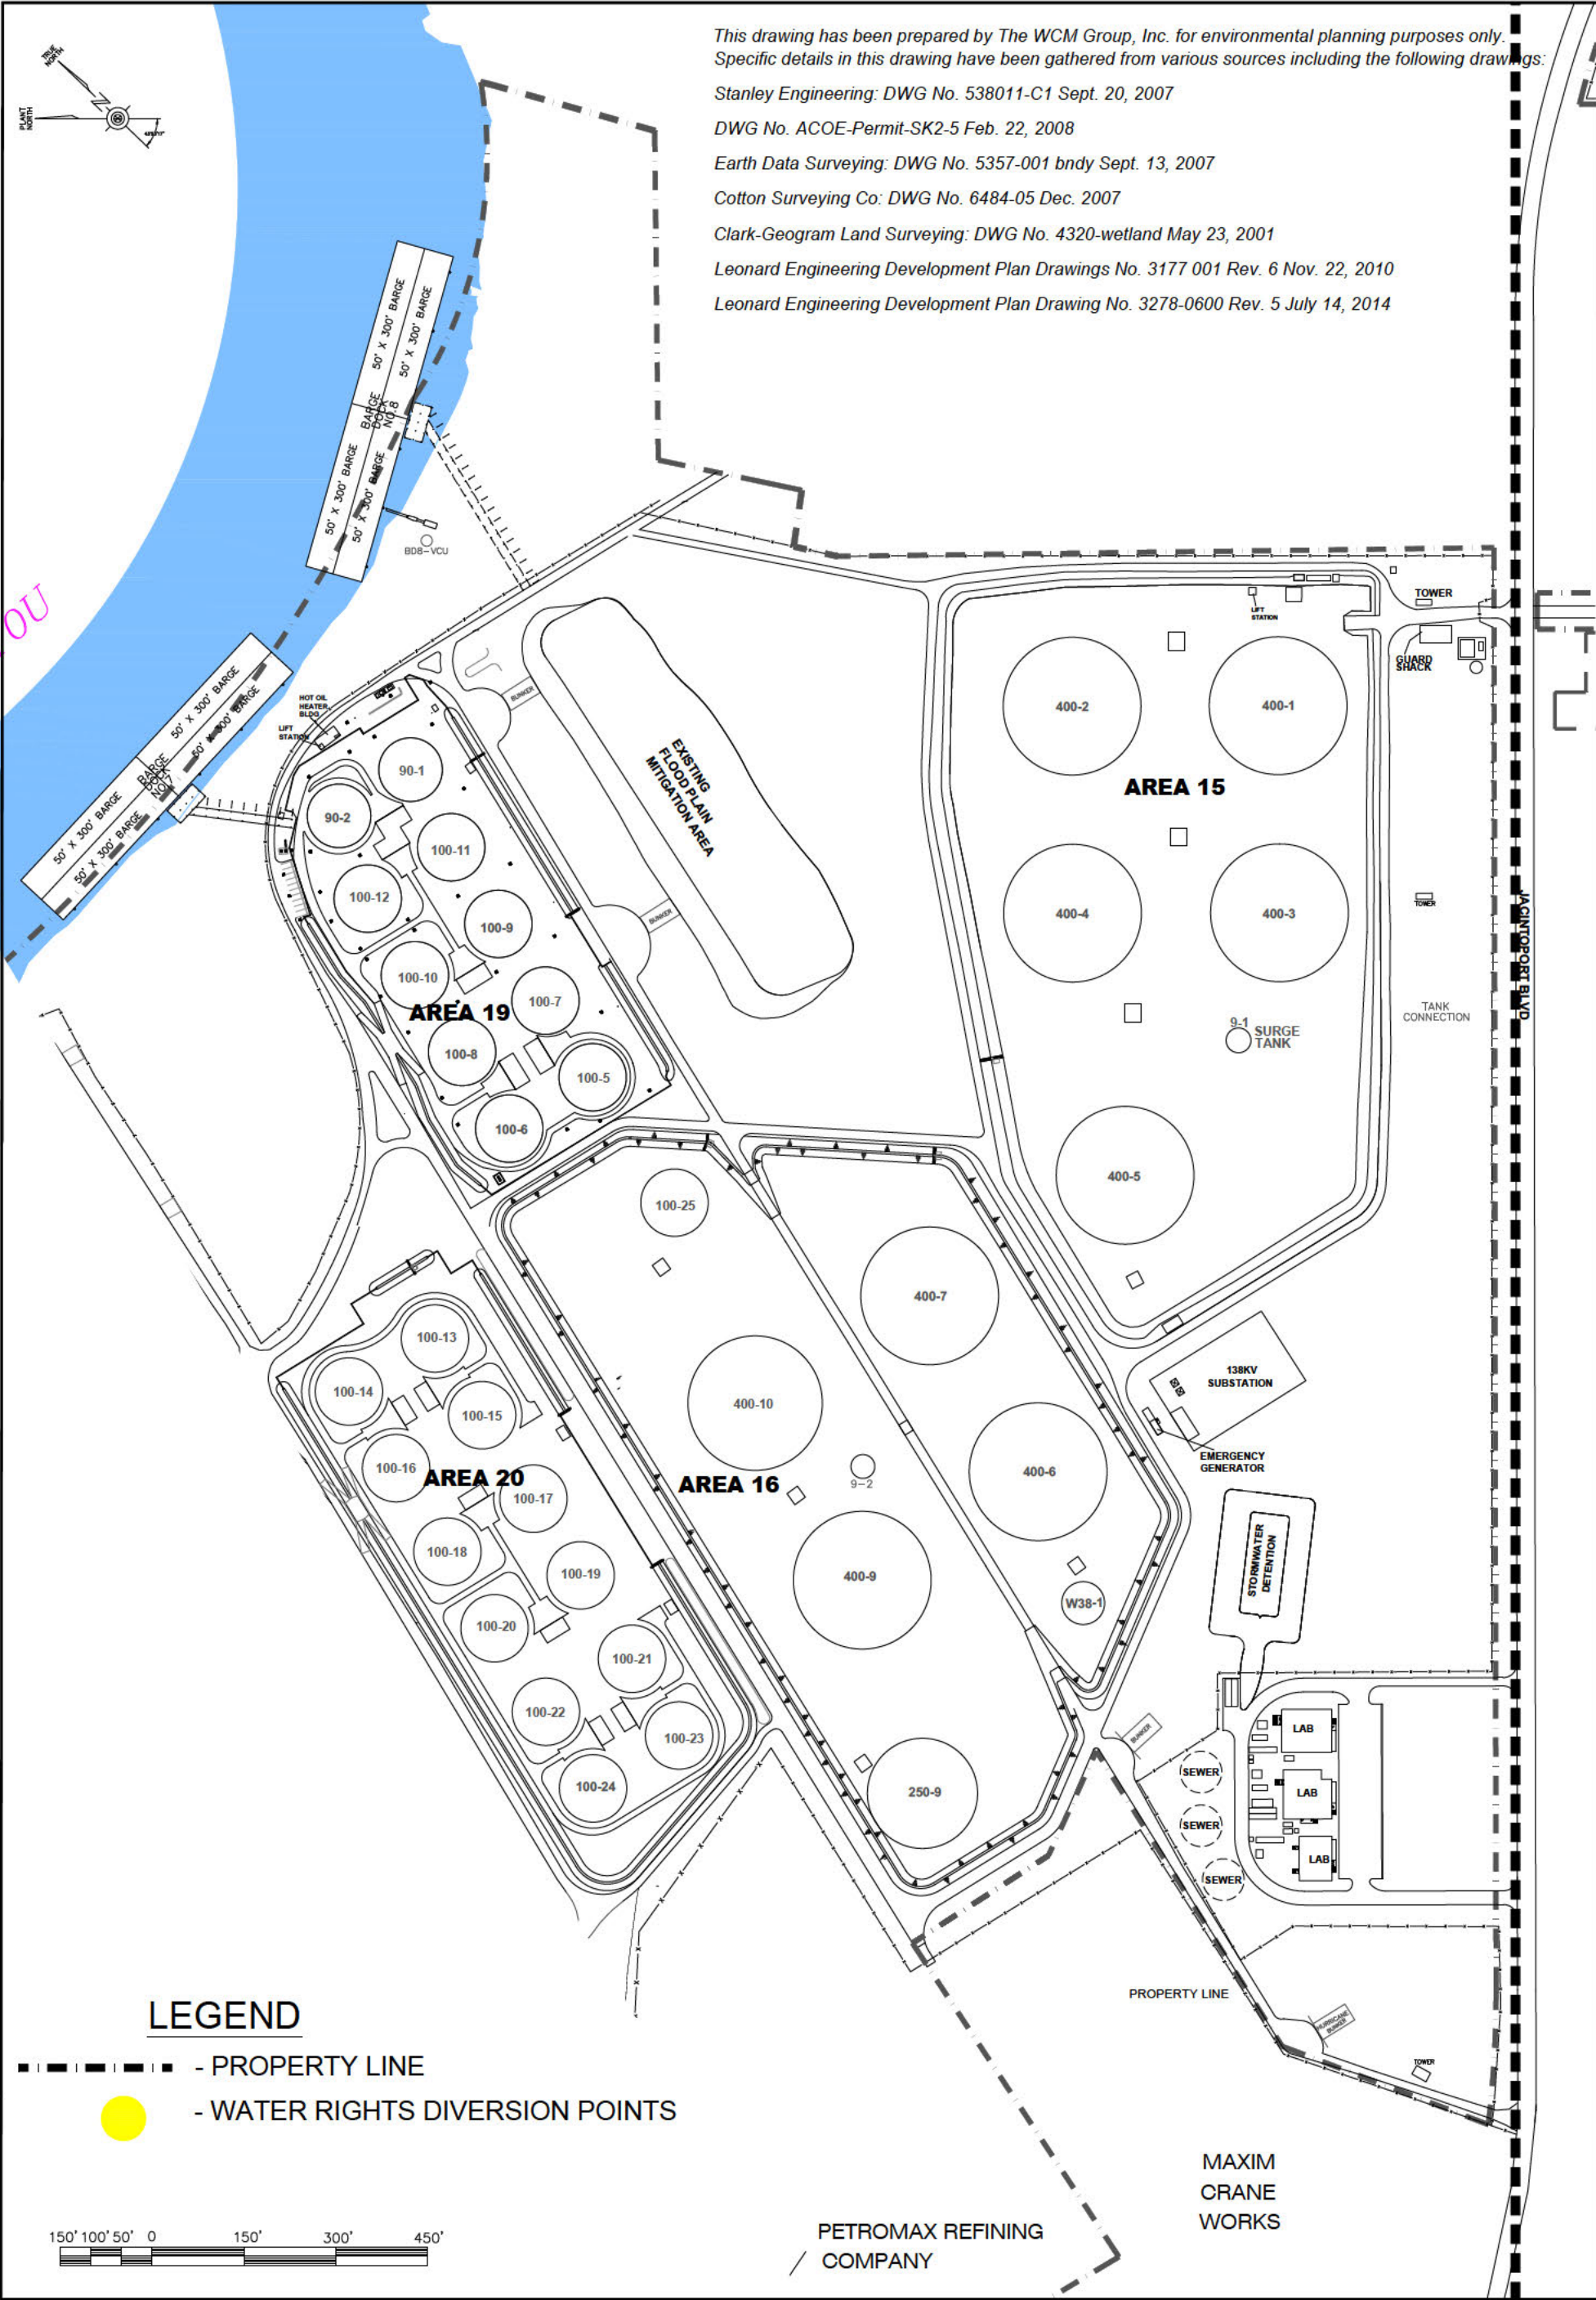 This drawing has been prepared by The WCM Group, Inc. for environmental planning purposes only.
Specific details in this drawing have been gathered from various sources including the following drawings:
Stanley Engineering: DWG No. 538011-C1 Sept. 20, 2007
DWG No. ACOE-Permit-SK2-5 Feb. 22, 2008
Earth Data Surveying: DWG No. 5357-001 bndy Sept. 13, 2007
Cotton Surveying Co: DWG No. 6484-05 Dec. 2007
Clark-Geogram Land Surveying: DWG No. 4320-wetland May 23, 2001
Leonard Engineering Development Plan Drawings No. 3177 001 Rev. 6 Nov. 22, 2010
Leonard Engineering Development Plan Drawing No. 3278-0600 Rev. 5 July 14, 2014
TRUE
NORTH
PLANT
NORTH
N
50' X 300' BARGE
50' X 300' BARGE
BARGE
DOCK
NO.8
50' X 300' BARGE
50' X 300' BARGE
BD8-VCU
OU
50' X 300' BARGE
50' X 300' BARGE
BARGE
DOCK
NO.7
50' X 300' BARGE
50' X 300' BARGE
HOT OIL
HEATER
BLDG
LIFT
STATION
BUNKER
EXISTING
FLOOD PLAIN
MITIGATION AREA
BUNKER
90-1
90-2
100-11
100-12
100-9
100-10
AREA 19
100-7
100-8
100-5
100-6
LIFT
STATION
TOWER
GUARD
SHACK
400-2
400-1
AREA 15
400-4
400-3
TOWER
JACINTOPORT BLVD
TANK
CONNECTION
9-1
SURGE
TANK
400-5
100-25
400-7
400-10
AREA 16
9-2
400-6
400-9
W38-1
250-9
138KV
SUBSTATION
EMERGENCY
GENERATOR
STORMWATER
DETENTION
100-13
100-14
100-15
100-16
AREA 20
100-17
100-18
100-19
100-20
100-21
100-22
100-23
100-24
BUNKER
LAB
SEWER
LAB
SEWER
LAB
SEWER
PROPERTY LINE
HURRICANE
BUNKER
TOWER
LEGEND
- PROPERTY LINE
- WATER RIGHTS DIVERSION POINTS
MAXIM
CRANE
WORKS
PETROMAX REFINING
COMPANY
150' 100' 50' 0 150' 300' 450'